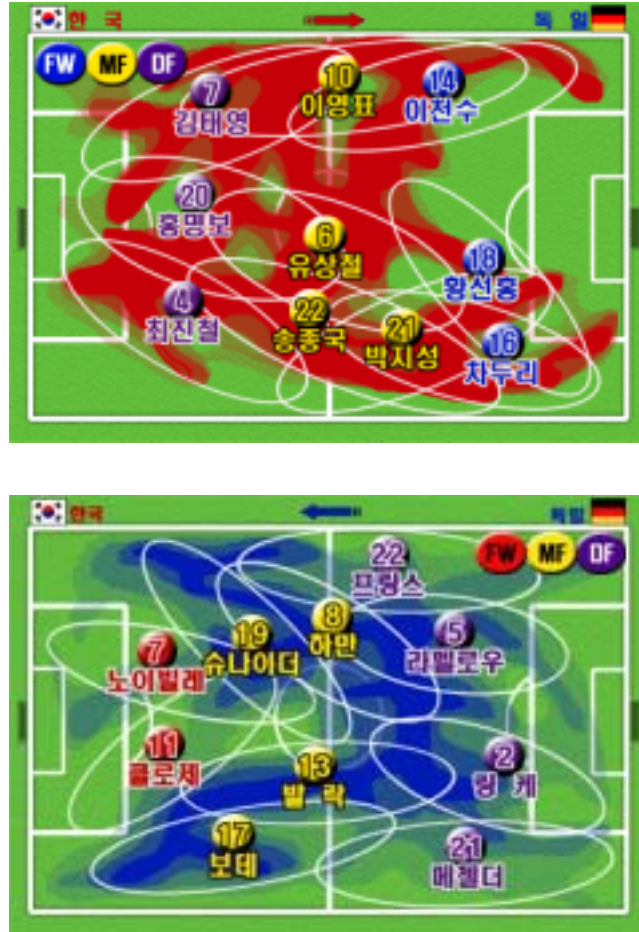 한 국 독 일
FW MF DF
7 김태영
10 이영표
14 이천수
20 홍명보
6 유상철
18 황선홍
4 최진철
22 송종국
21 박지성
16 차두리
한국 독일
FW MF DF
22 프링스
8 하만
19 슈나이더
5 라멜로우
7 노이빌레
11 클로제
13 발 락
2 링 케
17 보데
21 메첼더